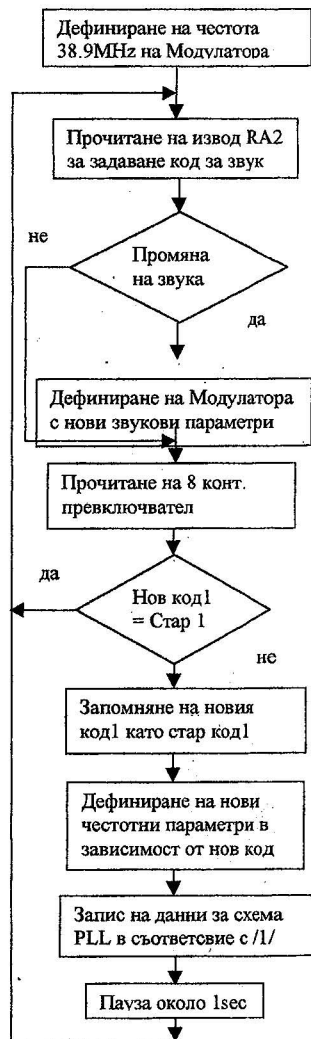 Дефиниране на честота
38.9MHz на Модулатора
Прочитане на извод RA2
за задаване код за звук
не
Промяна
на звука
да
Дефиниране на Модулатора
с нови звукови параметри
Прочитане на 8 конт.
превключвател
да
Нов код1
= Стар 1
не
Запомняне на новия
код1 като стар код1
Дефиниране на нови
честотни параметри в
зависимост от нов код
Запис на данни за схема
PLL в съответсвие с /1/
Пауза около 1sec